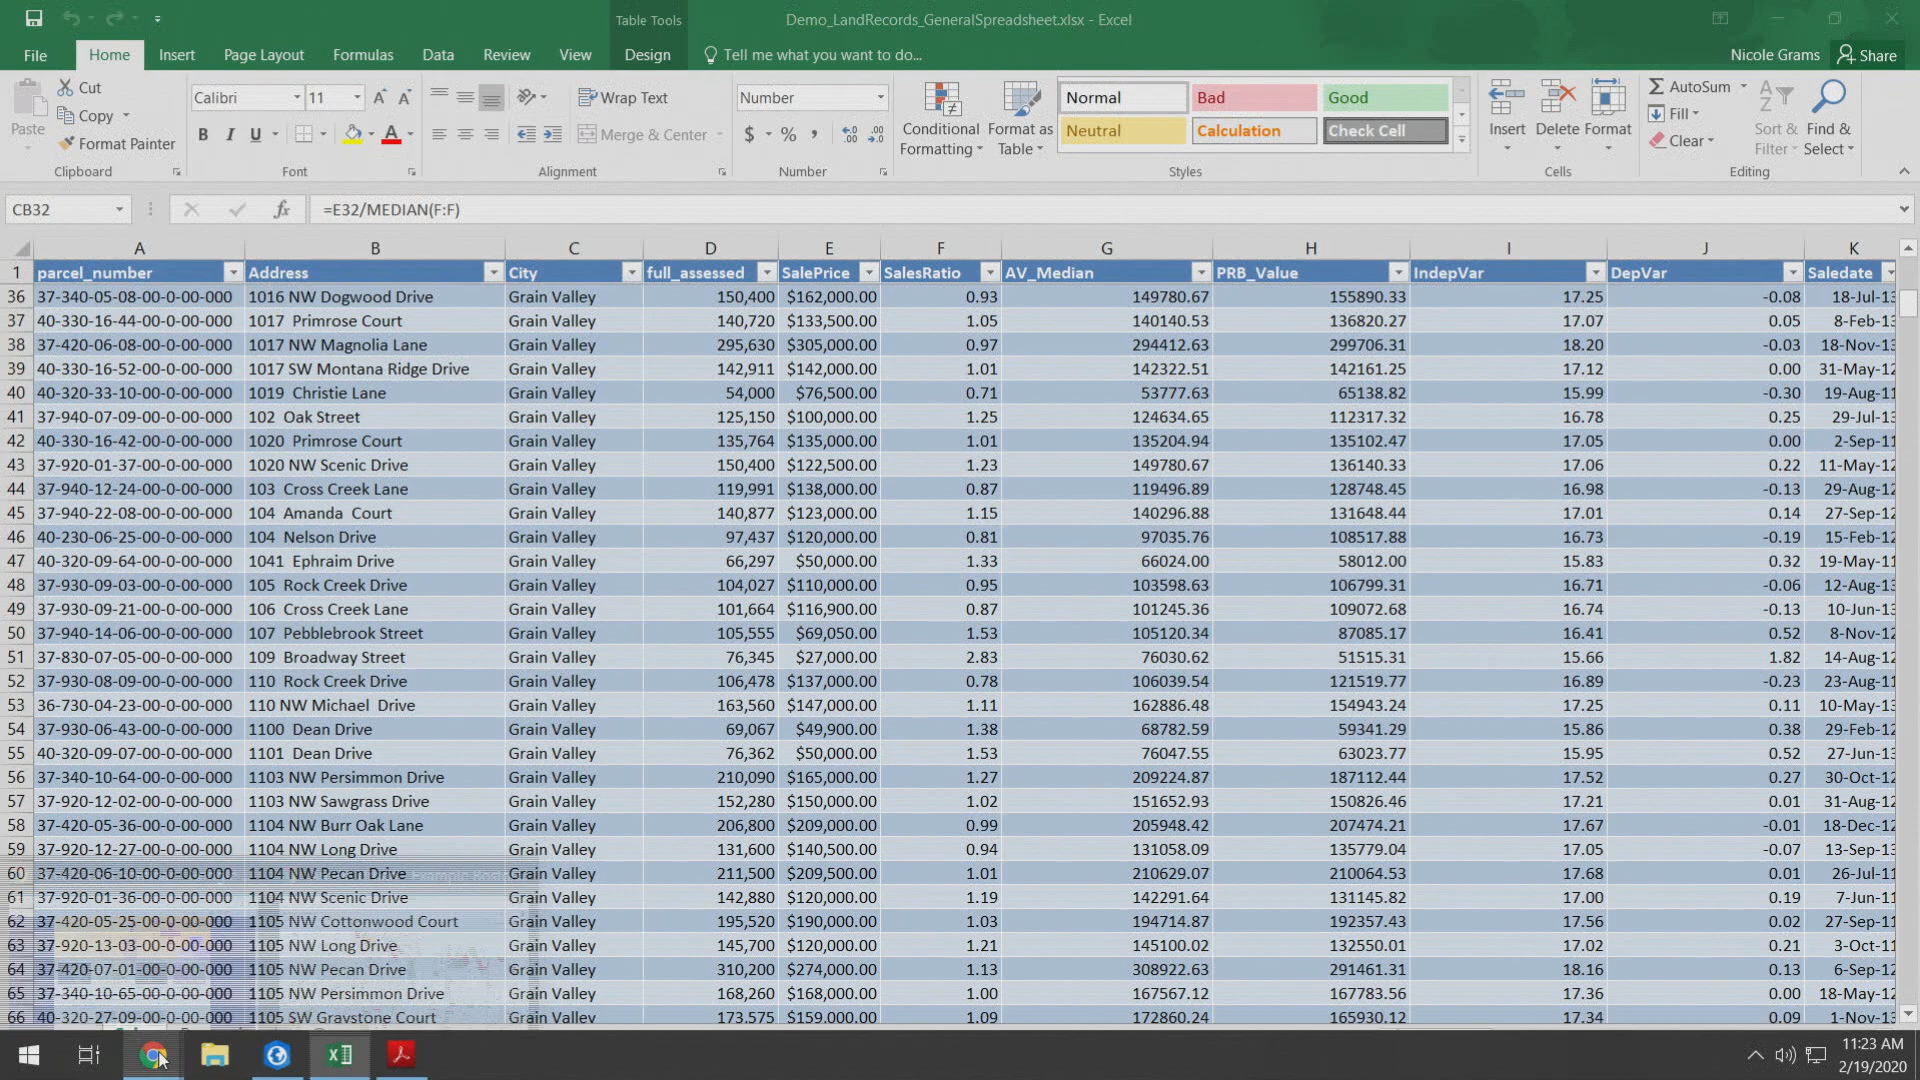 Table Tools
Demo_LandRecords_GeneralSpreadsheet.xlsx - Excel
File Home Insert Page Layout Formulas Data Review View Design Tell me what you want to do... Nicole Grams Share
Paste
Cut
Copy
Format Painter
Clipboard
Calibri 11
B I U A
Font
Wrap Text
Merge & Center
Alignment
Number
$ % ,
Number
Conditional Formatting
Format as Table
Normal Bad Good
Neutral Calculation Check Cell
Styles
Insert Delete Format
Cells
AutoSum
Fill
Clear
Sort & Filter
Find & Select
Editing
CB32 fx =E32/MEDIAN(F:F)
A B C D E F G H I J K
1 parcel_number Address City full_assessed SalePrice SalesRatio AV_Median PRB_Value IndepVar DepVar Saledate
36 37-340-05-08-00-0-00-000 1016 NW Dogwood Drive Grain Valley 150,400 $162,000.00 0.93 149780.67 155890.33 17.25 -0.08 18-Jul-13
37 40-330-16-44-00-0-00-000 1017 Primrose Court Grain Valley 140,720 $133,500.00 1.05 140140.53 136820.27 17.07 0.05 8-Feb-13
38 37-420-06-08-00-0-00-000 1017 NW Magnolia Lane Grain Valley 295,630 $305,000.00 0.97 294412.63 299706.31 18.20 -0.03 18-Nov-13
39 40-330-16-52-00-0-00-000 1017 SW Montana Ridge Drive Grain Valley 142,911 $142,000.00 1.01 142322.51 142161.25 17.12 0.00 31-May-12
40 40-320-33-10-00-0-00-000 1019 Christie Lane Grain Valley 54,000 $76,500.00 0.71 53777.63 65138.82 15.99 -0.30 19-Aug-11
41 37-940-07-09-00-0-00-000 102 Oak Street Grain Valley 125,150 $100,000.00 1.25 124634.65 112317.32 16.78 0.25 29-Jul-13
42 40-330-16-42-00-0-00-000 1020 Primrose Court Grain Valley 135,764 $135,000.00 1.01 135204.94 135102.47 17.05 0.00 2-Sep-11
43 37-920-01-37-00-0-00-000 1020 NW Scenic Drive Grain Valley 150,400 $122,500.00 1.23 149780.67 136140.33 17.06 0.22 11-May-12
44 37-940-12-24-00-0-00-000 103 Cross Creek Lane Grain Valley 119,991 $138,000.00 0.87 119496.89 128748.45 16.98 -0.13 29-Aug-12
45 37-940-22-08-00-0-00-000 104 Amanda Court Grain Valley 140,877 $123,000.00 1.15 140296.88 131648.44 17.01 0.14 27-Sep-12
46 40-230-06-25-00-0-00-000 104 Nelson Drive Grain Valley 97,437 $120,000.00 0.81 97035.76 108517.88 16.73 -0.19 15-Feb-12
47 40-320-09-64-00-0-00-000 1041 Ephraim Drive Grain Valley 66,297 $50,000.00 1.33 66024.00 58012.00 15.83 0.32 19-May-11
48 37-930-09-03-00-0-00-000 105 Rock Creek Drive Grain Valley 104,027 $110,000.00 0.95 103598.63 106799.31 16.71 -0.06 12-Aug-13
49 37-930-09-21-00-0-00-000 106 Cross Creek Lane Grain Valley 101,664 $116,900.00 0.87 101245.36 109072.68 16.74 -0.13 10-Jun-13
50 37-940-14-06-00-0-00-000 107 Pebblebrook Street Grain Valley 105,555 $69,050.00 1.53 105120.34 87085.17 16.41 0.52 8-Nov-12
51 37-830-07-05-00-0-00-000 109 Broadway Street Grain Valley 76,345 $27,000.00 2.83 76030.62 51515.31 15.66 1.82 14-Aug-12
52 37-930-08-09-00-0-00-000 110 Rock Creek Drive Grain Valley 106,478 $137,000.00 0.78 106039.54 121519.77 16.89 -0.23 23-Aug-11
53 36-730-04-23-00-0-00-000 110 NW Michael Drive Grain Valley 163,560 $147,000.00 1.11 162886.48 154943.24 17.25 0.11 10-May-13
54 37-930-06-43-00-0-00-000 1100 Dean Drive Grain Valley 69,067 $49,900.00 1.38 68782.59 59341.29 15.86 0.38 29-Feb-12
55 40-320-09-07-00-0-00-000 1101 Dean Drive Grain Valley 76,362 $50,000.00 1.53 76047.55 63023.77 15.95 0.52 27-Jun-13
56 37-340-10-64-00-0-00-000 1103 NW Persimmon Drive Grain Valley 210,090 $165,000.00 1.27 209224.87 187112.44 17.52 0.27 30-Oct-12
57 37-920-12-02-00-0-00-000 1103 NW Sawgrass Drive Grain Valley 152,280 $150,000.00 1.02 151652.93 150826.46 17.21 0.01 31-Aug-12
58 37-420-05-36-00-0-00-000 1104 NW Burr Oak Lane Grain Valley 206,800 $209,000.00 0.99 205948.42 207474.21 17.67 -0.01 18-Dec-12
59 37-920-12-27-00-0-00-000 1104 NW Long Drive Grain Valley 131,600 $140,500.00 0.94 131058.09 135779.04 17.05 -0.07 13-Sep-13
60 37-420-06-10-00-0-00-000 1104 NW Pecan Drive Grain Valley 211,500 $209,500.00 1.01 210629.07 210064.53 17.68 0.01 26-Jul-11
61 37-920-01-36-00-0-00-000 1104 NW Scenic Drive Grain Valley 142,880 $120,000.00 1.19 142291.64 131145.82 17.00 0.19 7-Jun-11
62 37-420-05-25-00-0-00-000 1105 NW Cottonwood Court Grain Valley 195,520 $190,000.00 1.03 194714.87 192357.43 17.56 0.02 27-Sep-11
63 37-920-13-03-00-0-00-000 1105 NW Long Drive Grain Valley 145,700 $120,000.00 1.21 145100.02 132550.01 17.02 0.21 3-Oct-11
64 37-420-07-01-00-0-00-000 1105 NW Pecan Drive Grain Valley 310,200 $274,000.00 1.13 308922.63 291461.31 18.16 0.13 6-Sep-12
65 37-340-10-65-00-0-00-000 1105 NW Persimmon Drive Grain Valley 168,260 $168,000.00 1.00 167567.12 167783.56 17.36 0.00 18-May-12
66 40-320-27-09-00-0-00-000 1105 SW Graystone Court Grain Valley 173,575 $159,000.00 1.09 172860.24 165930.12 17.34 0.09 1-Nov-13
11:23 AM
2/19/2020